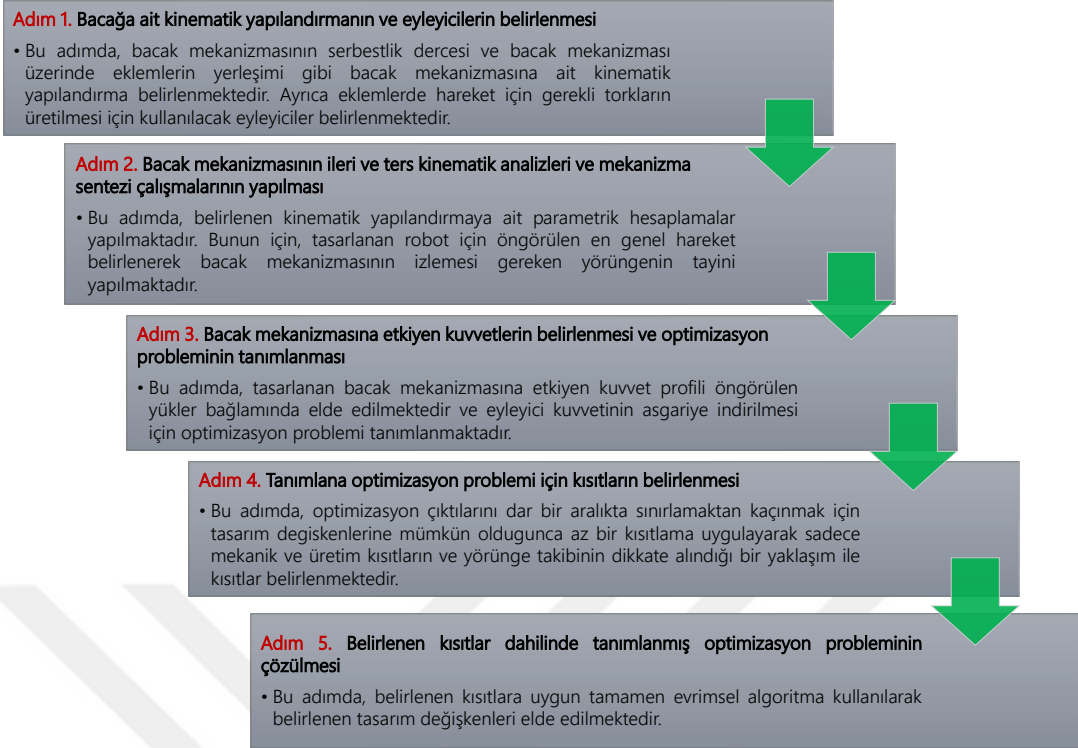 Adım 1. Bacağa ait kinematik yapılandırmanın ve eyleyicilerin belirlenmesi
• Bu adımda, bacak mekanizmasının serbestlik dercesi ve bacak mekanizması
üzerinde eklemlerin yerleşimi gibi bacak mekanizmasına ait kinematik
yapılandırma belirlenmektedir. Ayrıca eklemlerde hareket için gerekli torkların
üretilmesi için kullanılacak eyleyiciler belirlenmektedir.
Adım 2. Bacak mekanizmasının ileri ve ters kinematik analizleri ve mekanizma
sentezi çalışmalarının yapılması
• Bu adımda, belirlenen kinematik yapılandırmaya ait parametrik hesaplamalar
yapılmaktadır. Bunun için, tasarlanan robot için öngörülen en genel hareket
belirlenerek bacak mekanizmasının izlemesi gereken yörüngenin tayini
yapılmaktadır.
Adım 3. Bacak mekanizmasına etkiyen kuvvetlerin belirlenmesi ve optimizasyon
probleminin tanımlanması
• Bu adımda, tasarlanan bacak mekanizmasına etkiyen kuvvet profili öngörülen
yükler bağlamında elde edilmektedir ve eyleyici kuvvetinin asgariye indirilmesi
için optimizasyon problemi tanımlanmaktadır.
Adım 4. Tanımlana optimizasyon problemi için kısıtların belirlenmesi
• Bu adımda, optimizasyon çıktılarını dar bir aralıkta sınırlamaktan kaçınmak için
tasarım degiskenlerine mümkün oldugunca az bir kısıtlama uygulayarak sadece
mekanik ve üretim kısıtların ve yörünge takibinin dikkate alındığı bir yaklaşım ile
kısıtlar belirlenmektedir.
Adım 5. Belirlenen kısıtlar dahilinde tanımlanmış optimizasyon probleminin
çözülmesi
• Bu adımda, belirlenen kısıtlara uygun tamamen evrimsel algoritma kullanılarak
belirlenen tasarım değişkenleri elde edilmektedir.